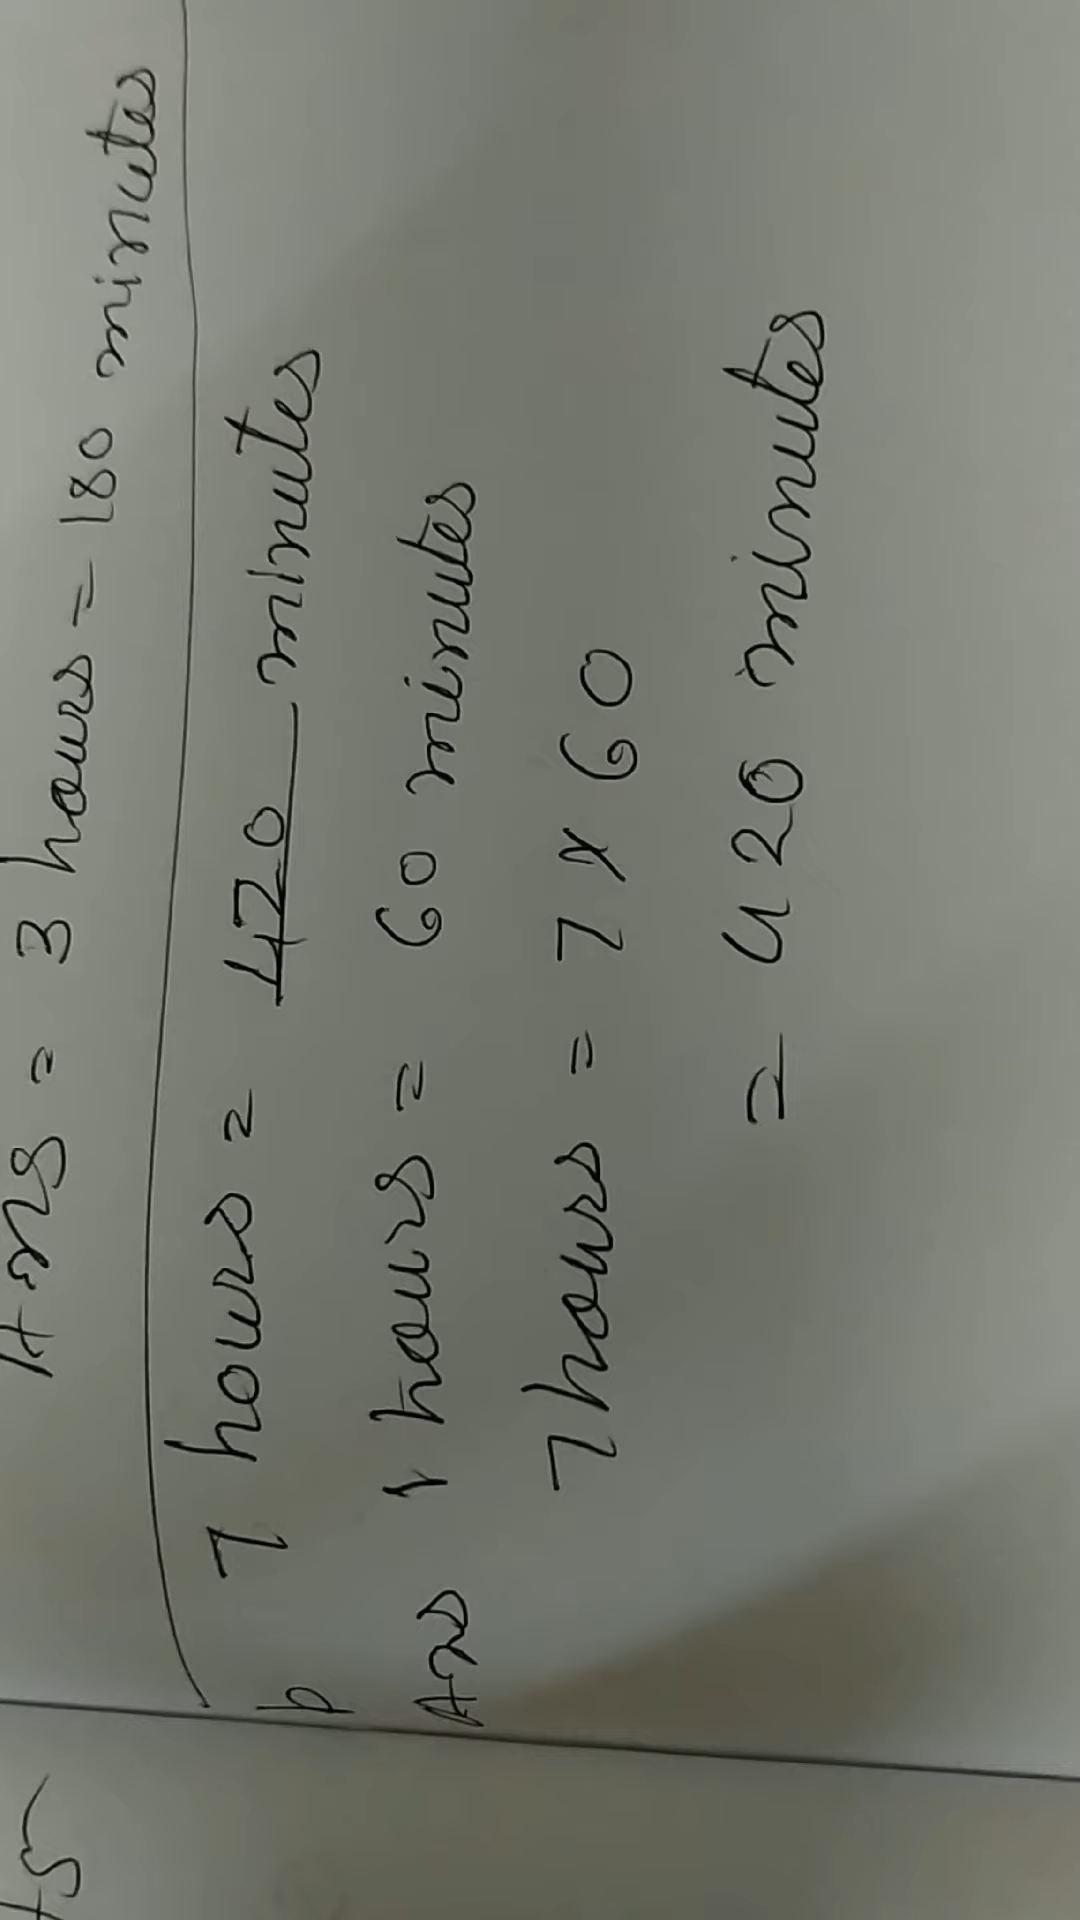 Ans = 3 hours = 180 minutes
b 7 hours = 420 minutes
Ans 1 hours = 60 minutes
7 hours = 7 x 60
= 420 minutes